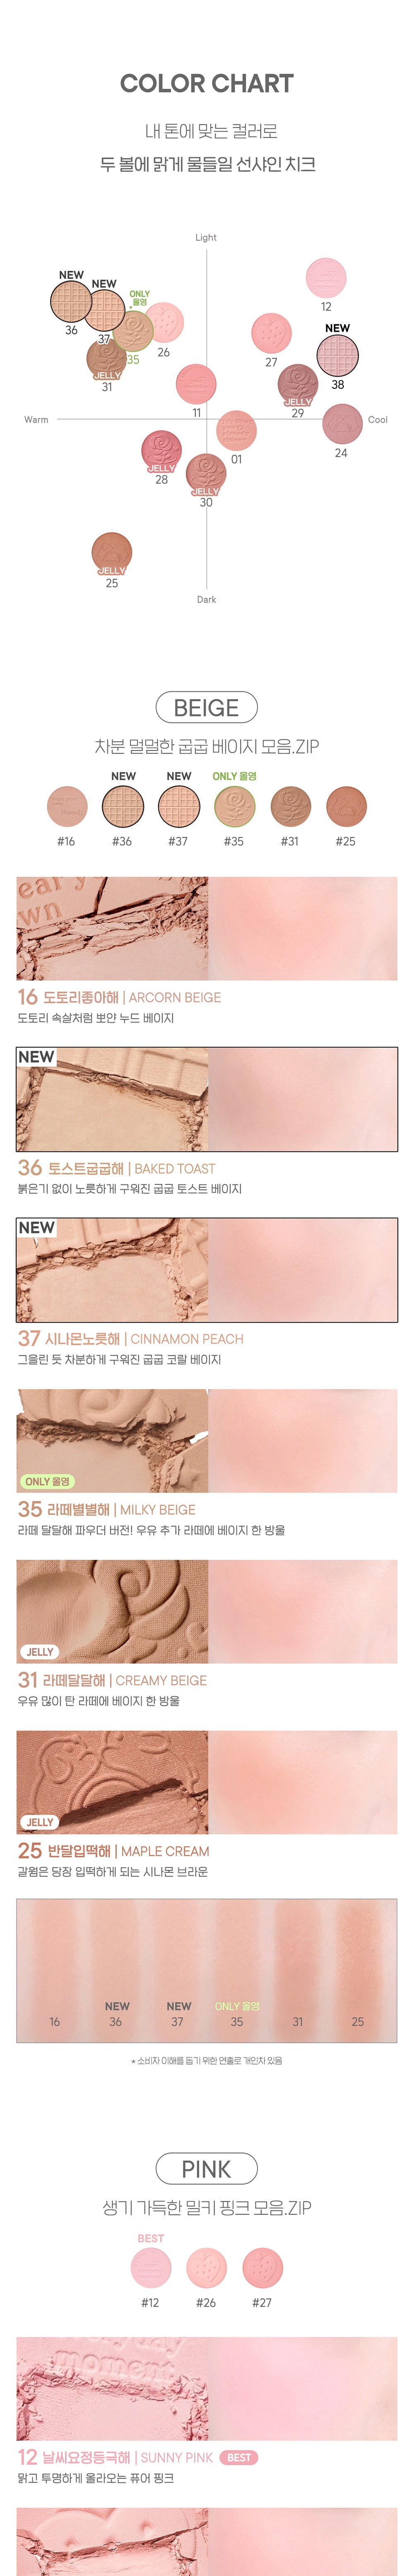 COLOR CHART
내 톤에 맞는 컬러로
두 볼에 맑게 물들일 선샤인 치크
Light
NEW
NEW
ONLY
올영
12
36
37
35
26
27
NEW
JELLY
31
38
JELLY
29
11
Warm
Cool
01
24
JELLY
28
JELLY
30
JELLY
25
Dark
BEIGE
차분 멀멀한 굽굽 베이지 모음.ZIP
NEW
NEW
ONLY 올영
#16
#36
#37
#35
#31
#25
16 도토리좋아해 | ARCORN BEIGE
도토리 속살처럼 뽀얀 누드 베이지
NEW
36 토스트굽굽해 | BAKED TOAST
붉은기 없이 노릇하게 구워진 굽굽 토스트 베이지
NEW
37 시나몬노릇해 | CINNAMON PEACH
그을린 듯 차분하게 구워진 굽굽 코랄 베이지
ONLY 올영
35 라떼별별해 | MILKY BEIGE
라떼 달달해 파우더 버전! 우유 추가 라떼에 베이지 한 방울
JELLY
31 라떼달달해 | CREAMY BEIGE
우유 많이 탄 라떼에 베이지 한 방울
JELLY
25 반달입떡해 | MAPLE CREAM
갈웜은 당장 입떡하게 되는 시나몬 브라운
NEW
NEW
ONLY 올영
16
36
37
35
31
25
* 소비자 이해를 돕기 위한 연출로 개인차 있음
PINK
생기 가득한 밀키 핑크 모음.ZIP
BEST
#12
#26
#27
moment
12 날씨요정등극해 | SUNNY PINK BEST
맑고 투명하게 올라오는 퓨어 핑크